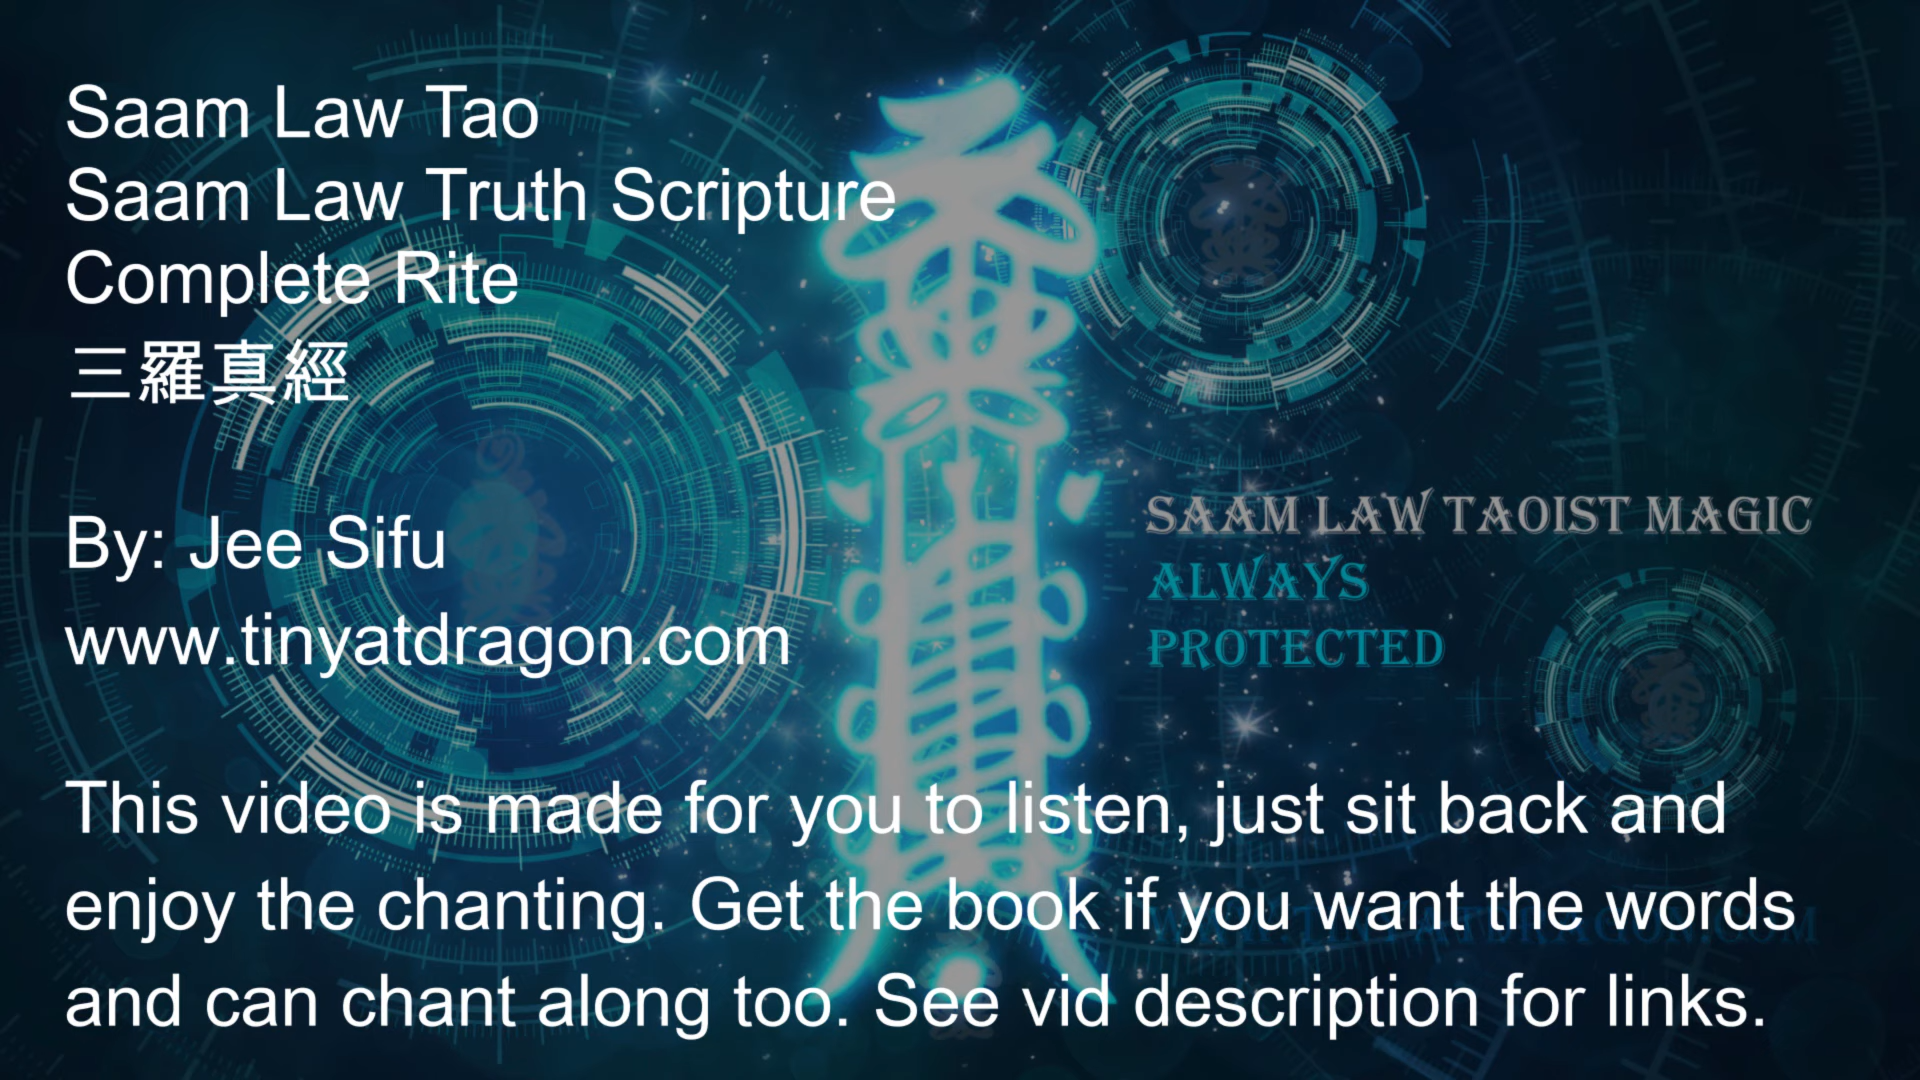 Saam Law Tao
Saam Law Truth Scripture
Complete Rite
三羅真經
By: Jee Sifu
www.tinyatdragon.com
SAAM LAW TAOIST MAGIC
ALWAYS
PROTECTED
This video is made for you to listen, just sit back and
enjoy the chanting. Get the book if you want the words
and can chant along too. See vid description for links.